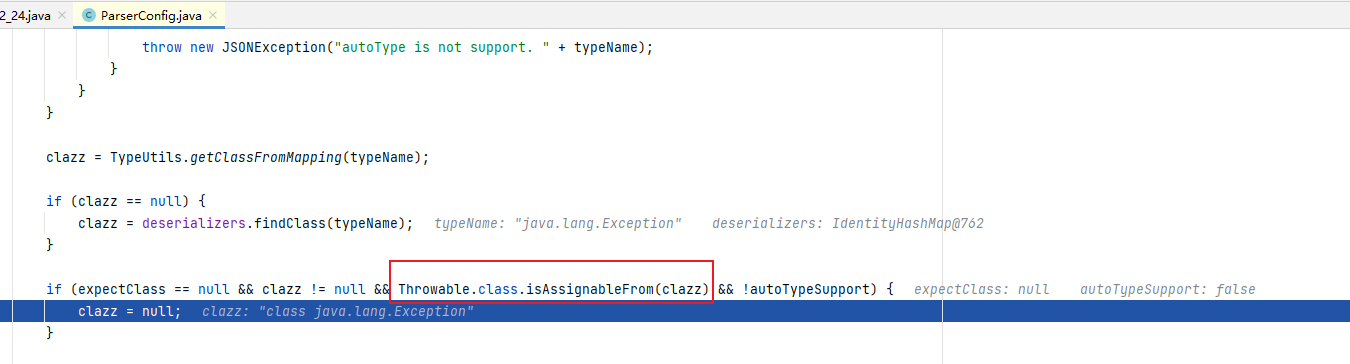 2_24.java × C ParserConfig.java ×
throw new JSONException("autoType is not support. " + typeName);
}
}
}
clazz = TypeUtils.getClassFromMapping(typeName);
if (clazz == null) {
clazz = deserializers.findClass(typeName); typeName: "java.lang.Exception" deserializers: IdentityHashMap@762
}
if (expectClass == null && clazz != null && Throwable.class.isAssignableFrom(clazz) && !autoTypeSupport) { expectClass: null autoTypeSupport: false
clazz = null; clazz: "class java.lang.Exception"
}